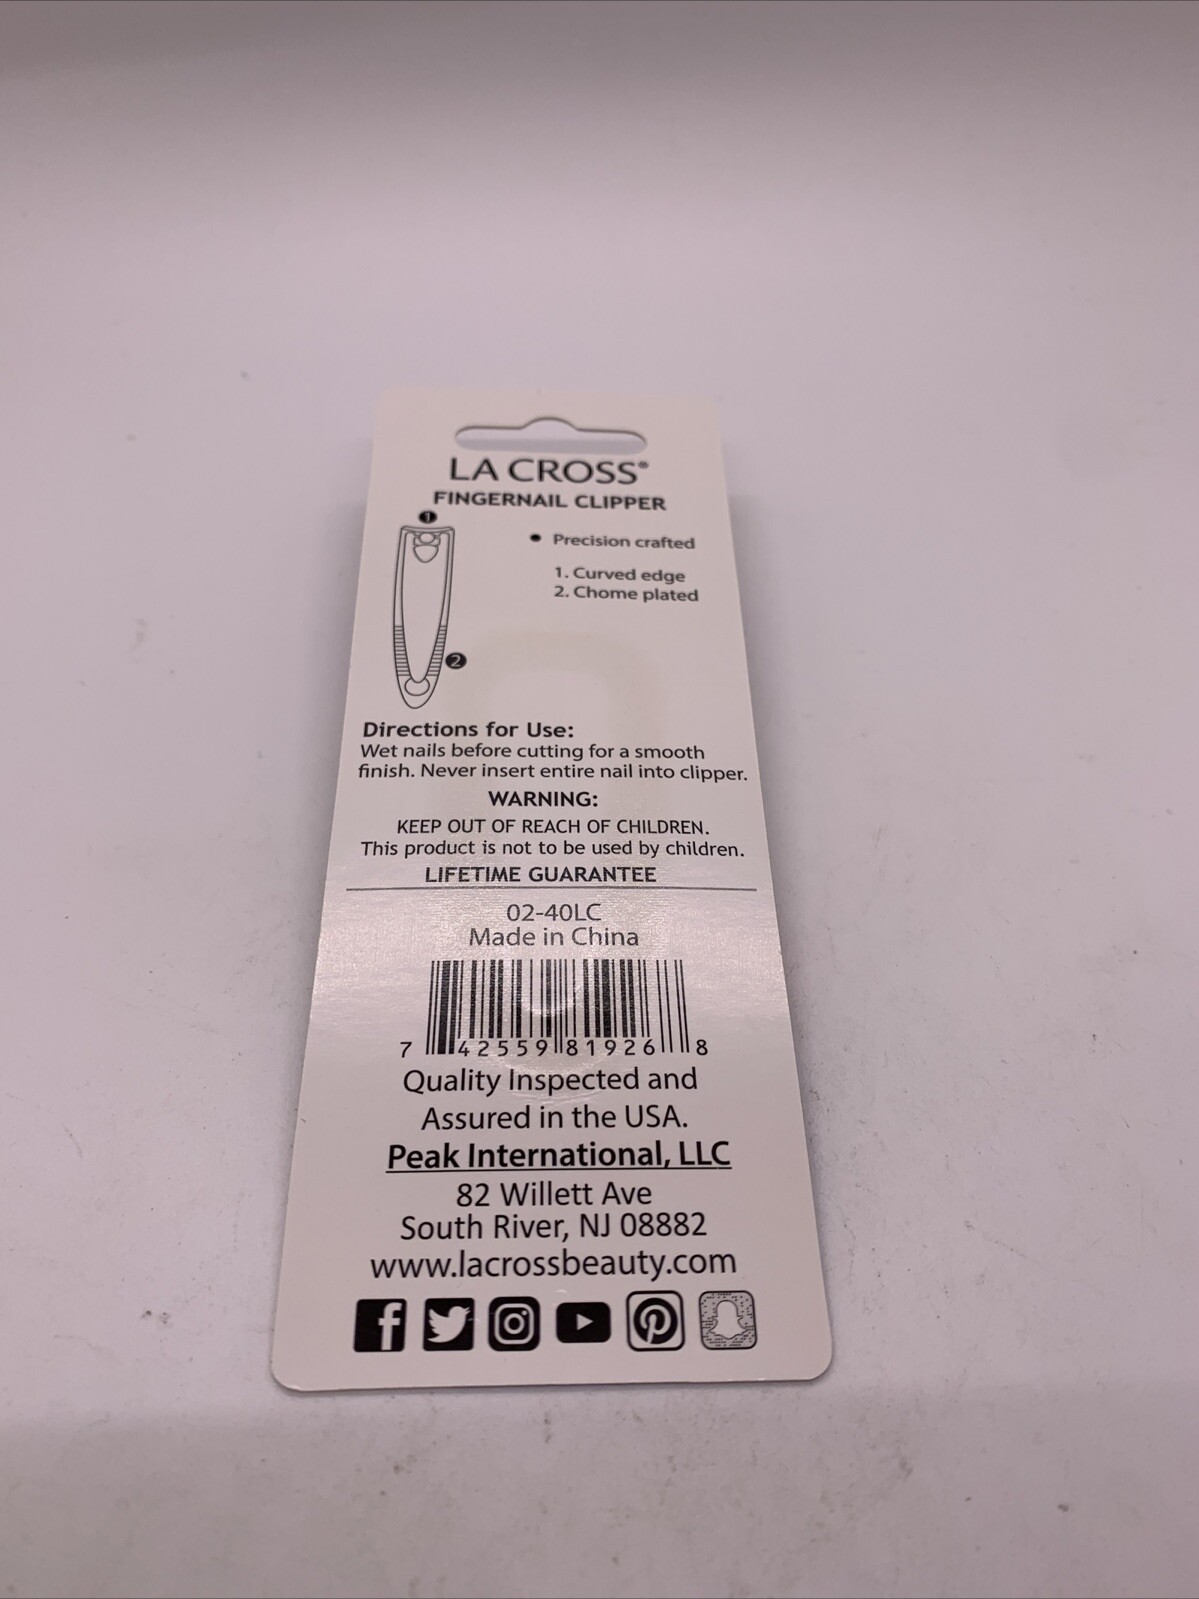 LA CROSS®
FINGERNAIL CLIPPER
1
• Precision crafted
1. Curved edge
2. Chome plated
2
Directions for Use:
Wet nails before cutting for a smooth
finish. Never insert entire nail into clipper.
WARNING:
KEEP OUT OF REACH OF CHILDREN.
This product is not to be used by children.
LIFETIME GUARANTEE
02-40LC
Made in China
7 42559 81926 8
Quality Inspected and
Assured in the USA.
Peak International, LLC
82 Willett Ave
South River, NJ 08882
www.lacrossbeauty.com